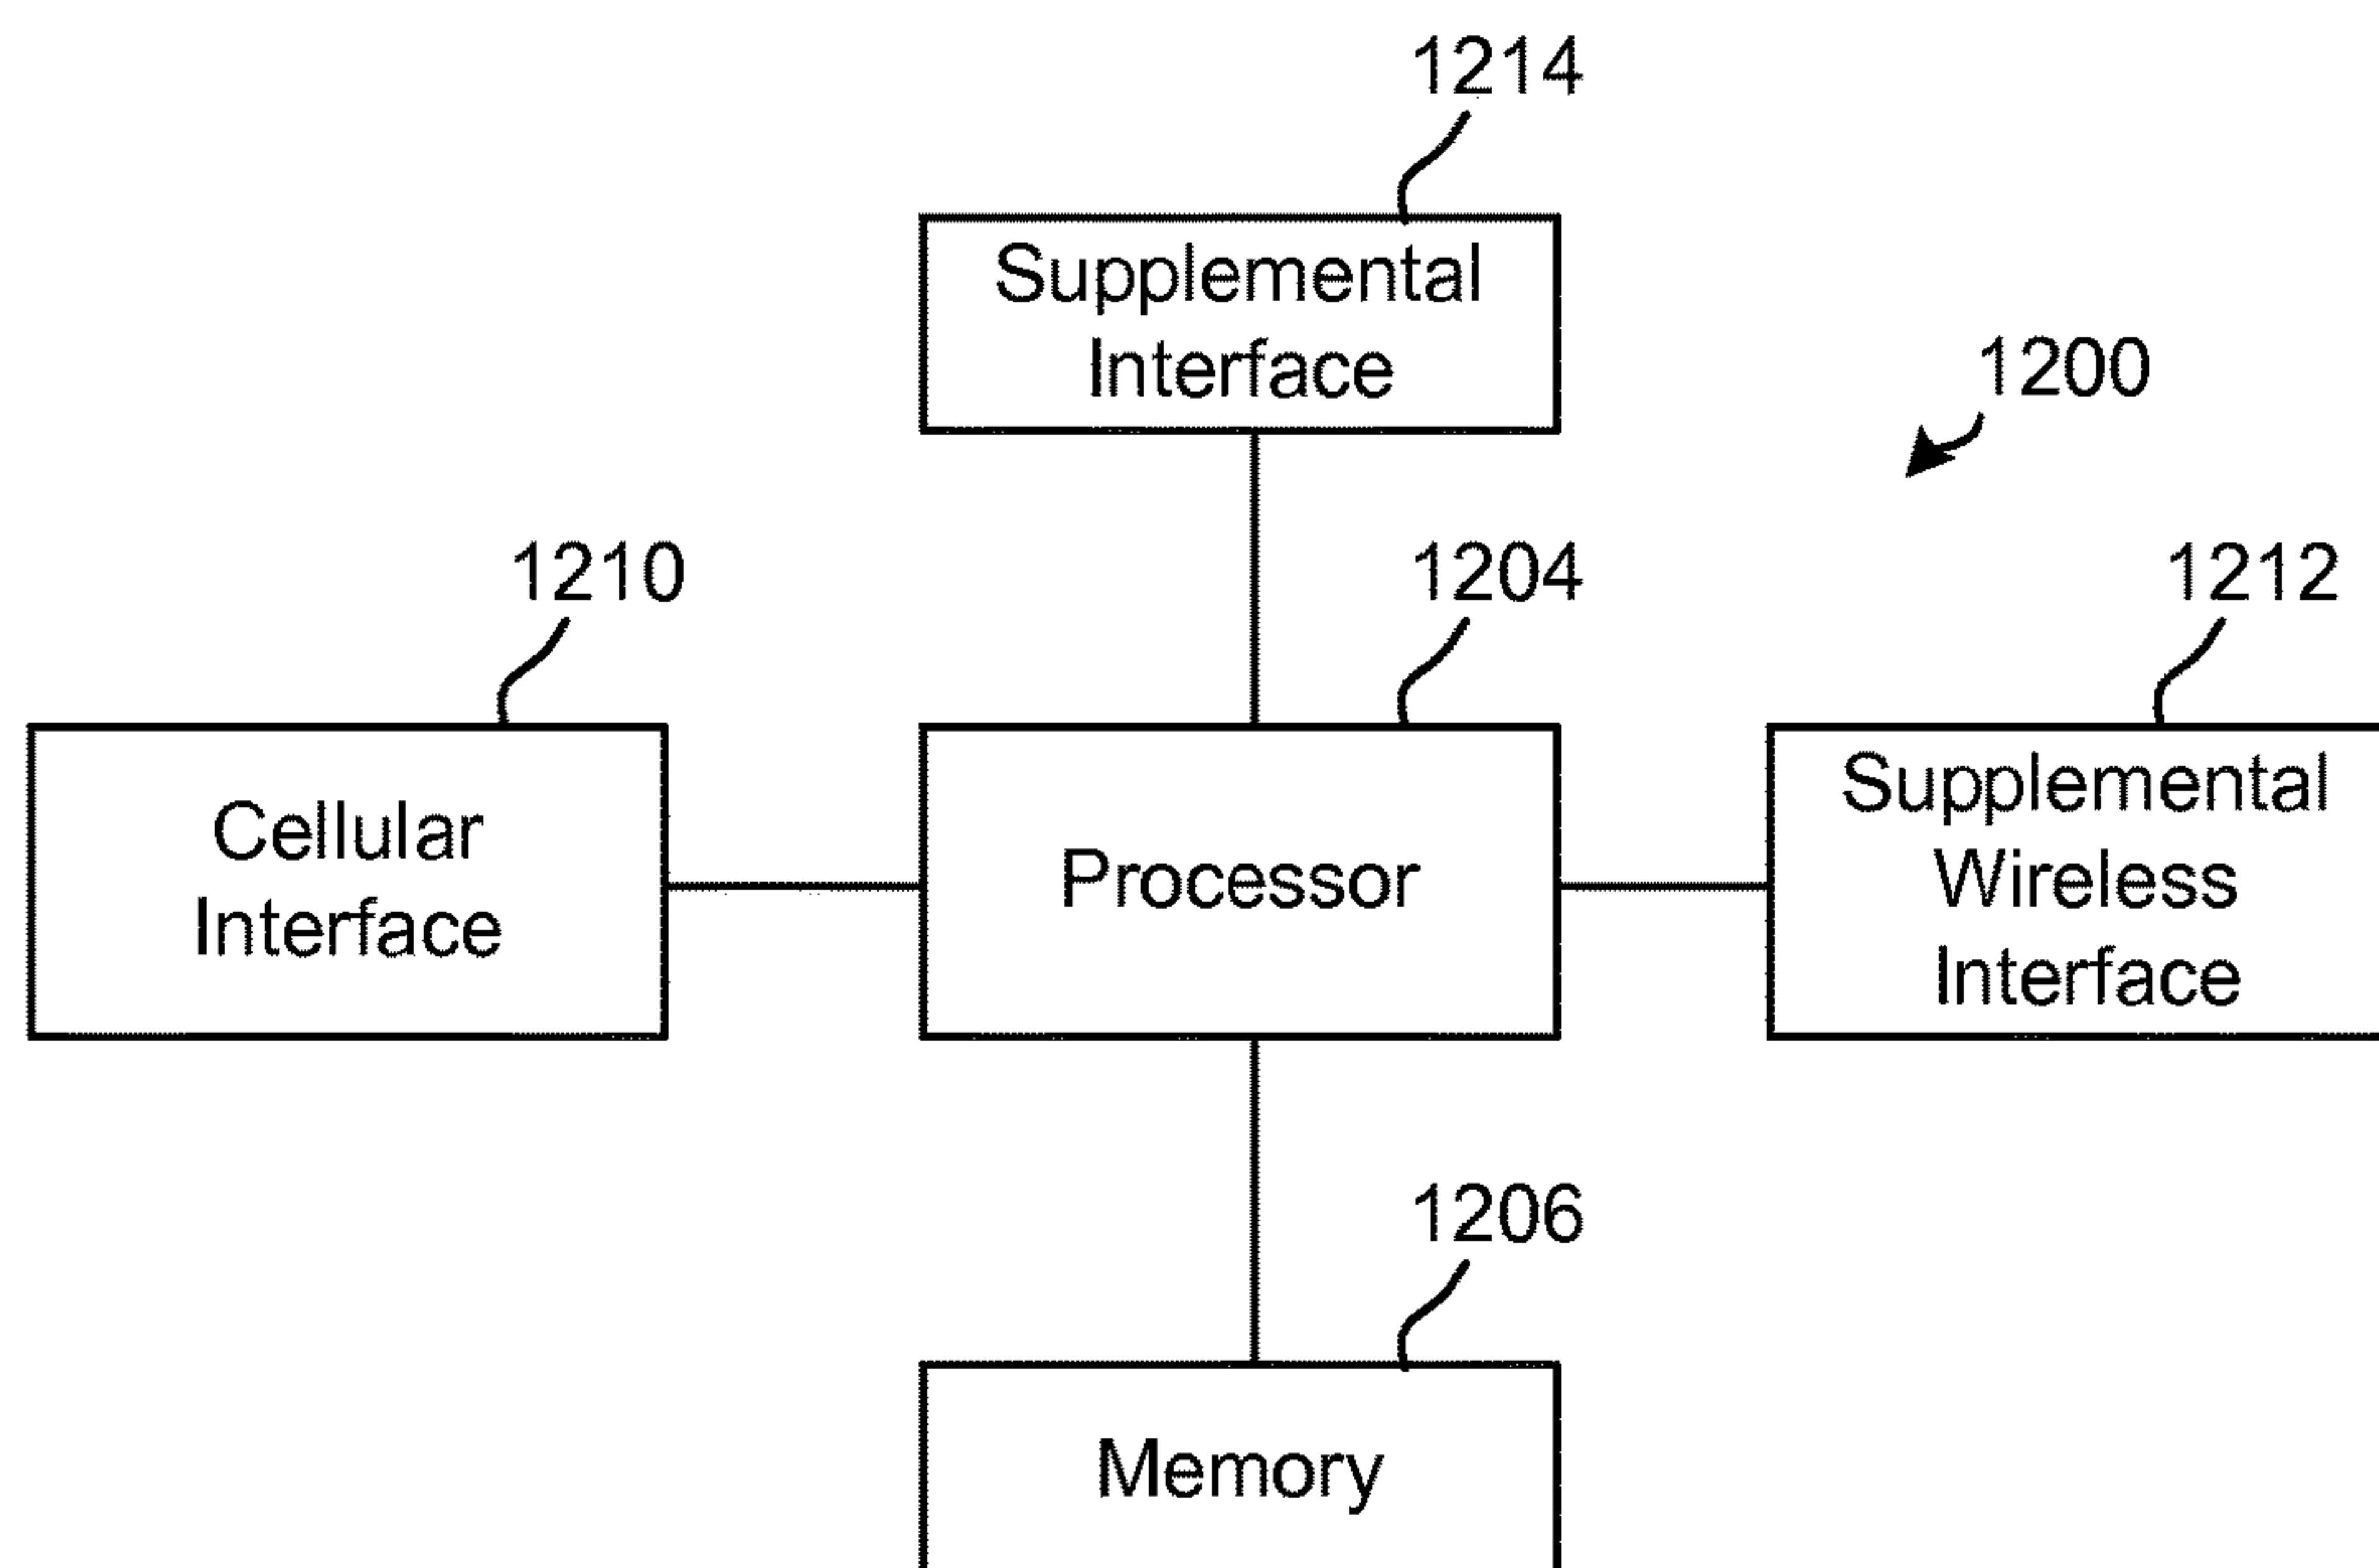 1214
Supplemental
Interface
1200
1210
1204
1212
Cellular
Interface
Processor
Supplemental
Wireless
Interface
1206
Memory